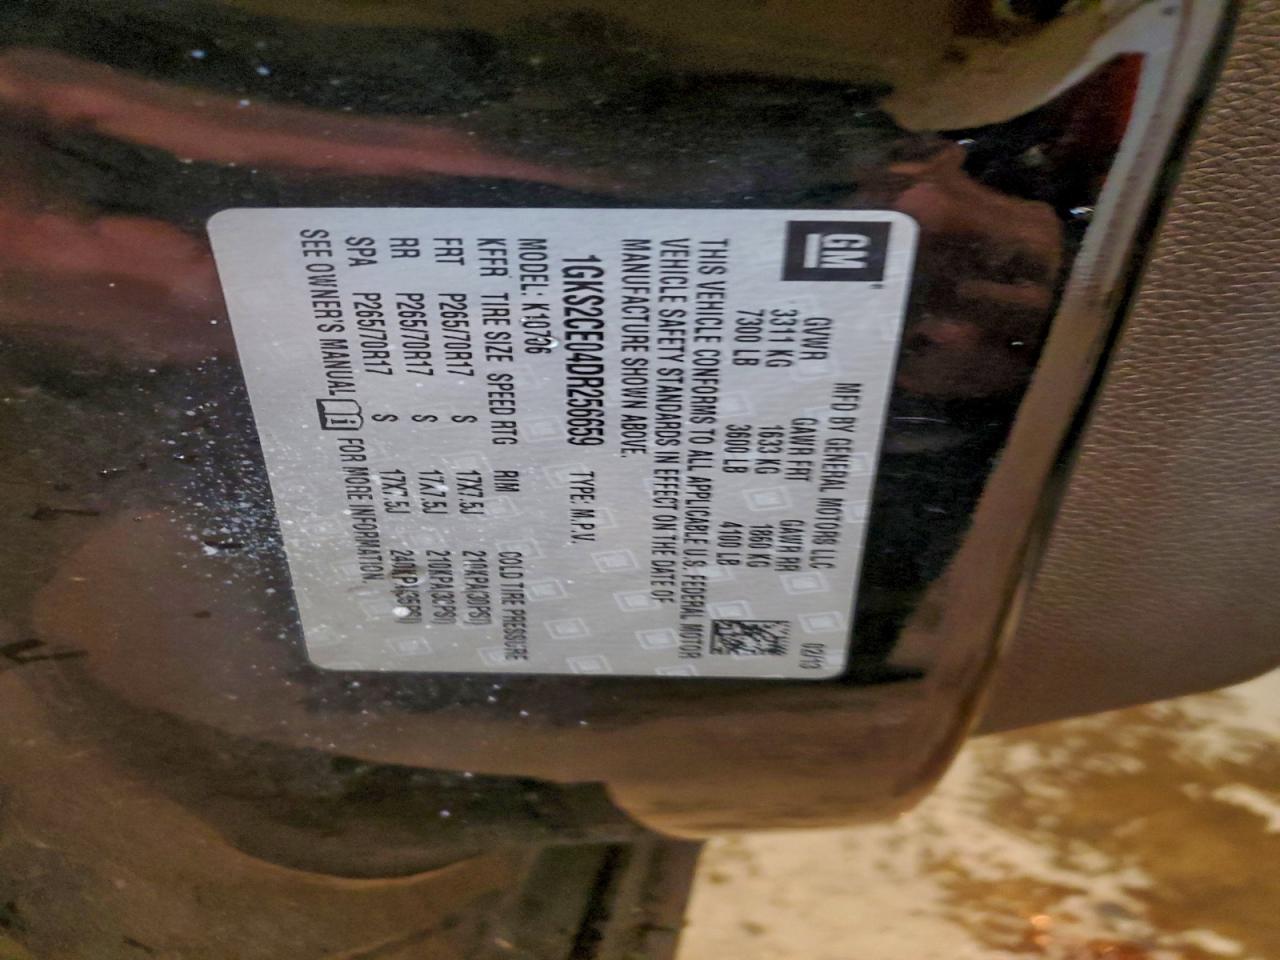 GM
MFD BY GENERAL MOTORS LLC 02/13
GVWR GAWR FRT GAWR RR
3311 KG 1633 KG 1860 KG
7300 LB 3600 LB 4100 LB
THIS VEHICLE CONFORMS TO ALL APPLICABLE U.S. FEDERAL MOTOR
VEHICLE SAFETY STANDARDS IN EFFECT ON THE DATE OF
MANUFACTURE SHOWN ABOVE.
1GKS2CE04DR256659 TYPE: M.P.V.
MODEL: K10706
KFFR TIRE SIZE SPEED RTG RIM COLD TIRE PRESSURE
FRT P265/70R17 S 17X7.5J 210KPA(30PSI)
RR P265/70R17 S 17X7.5J 210KPA(32PSI)
SPA P265/70R17 S 17X7.5J 240KPA(35PSI)
SEE OWNER'S MANUAL FOR MORE INFORMATION.